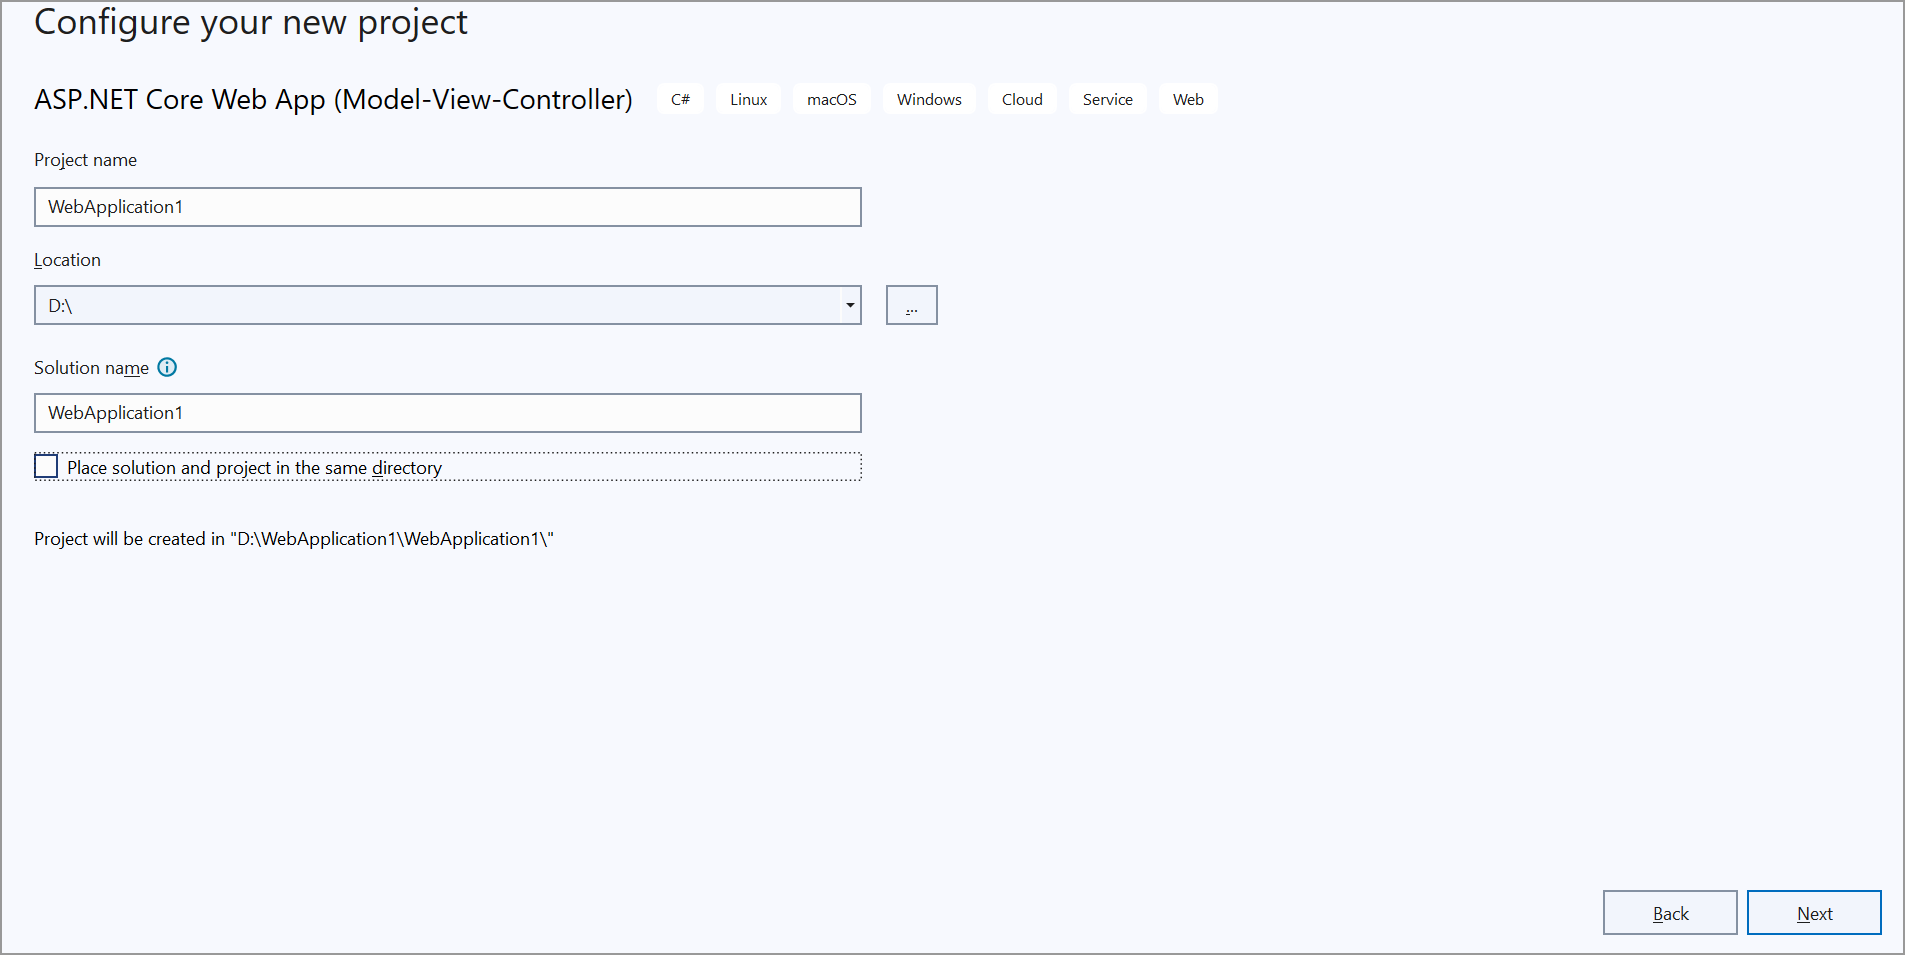 Configure your new project
ASP.NET Core Web App (Model-View-Controller) C# Linux macOS Windows Cloud Service Web
Project name
WebApplication1
Location
D:\
...
Solution name
WebApplication1
Place solution and project in the same directory
Project will be created in "D:\WebApplication1\WebApplication1\"
Back Next